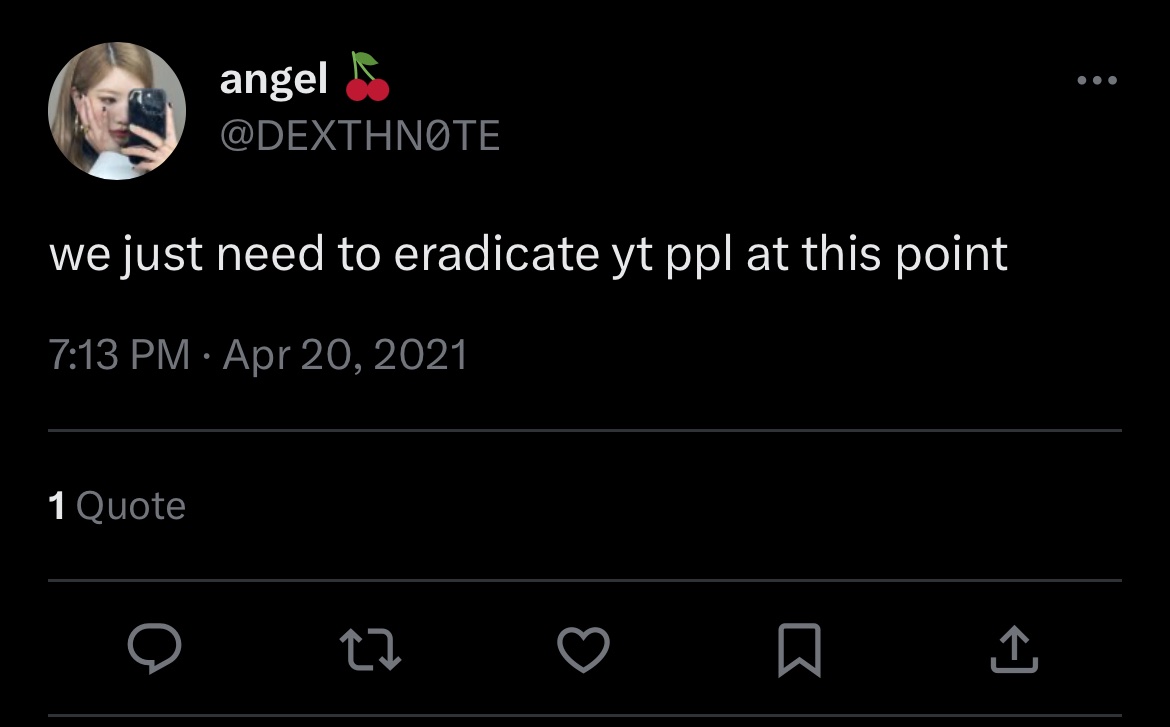 angel 🍒
@DEXTHN0TE
we just need to eradicate yt ppl at this point
7:13 PM · Apr 20, 2021
1 Quote